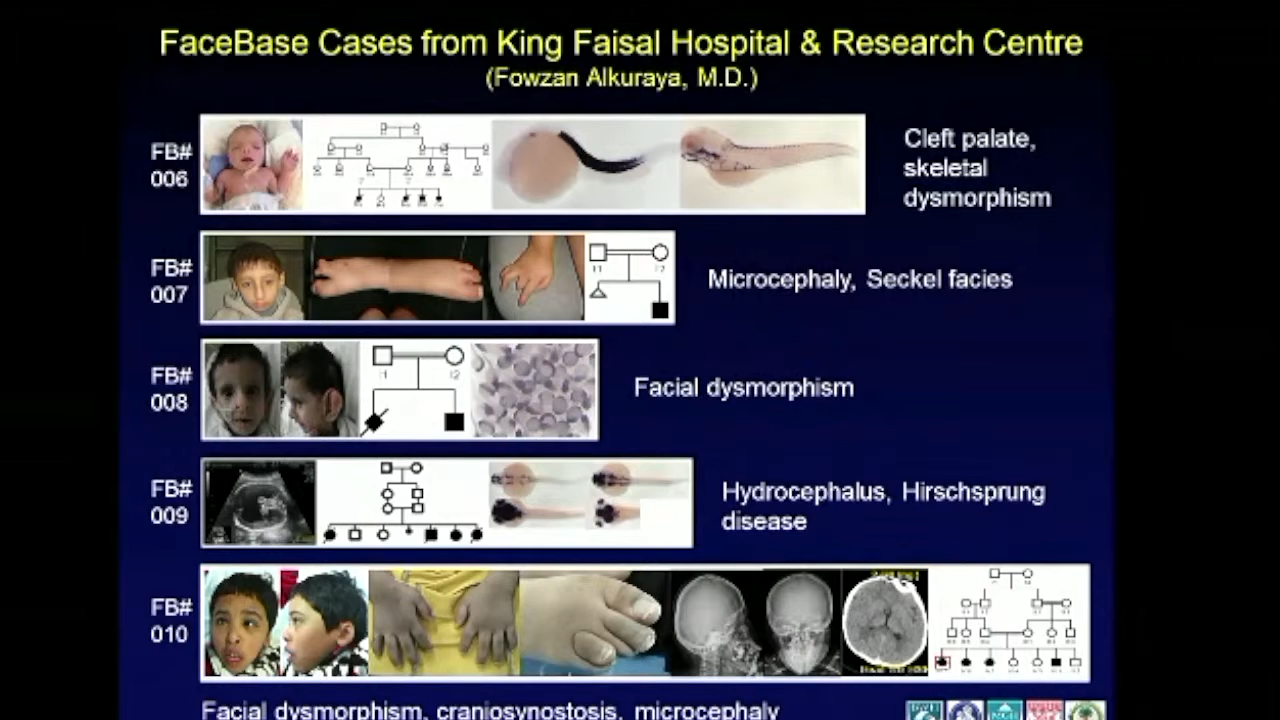 FaceBase Cases from King Faisal Hospital & Research Centre
(Fowzan Alkuraya, M.D.)
FB#
006
Cleft palate,
skeletal
dysmorphism
FB#
007
Microcephaly, Seckel facies
FB#
008
Facial dysmorphism
FB#
009
Hydrocephalus, Hirschsprung
disease
FB#
010
Facial dysmorphism, craniosynostosis, microcephaly